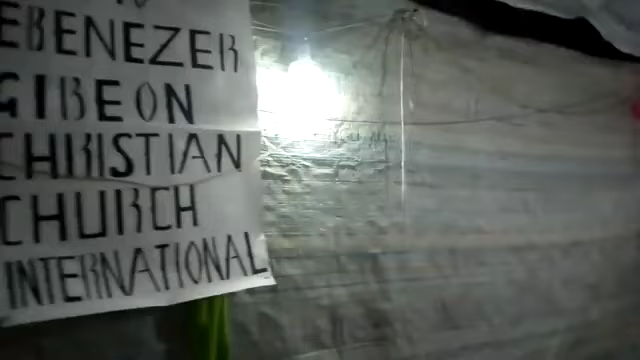 EBENEZER
GIBEON
CHRISTIAN
CHURCH
INTERNATIONAL